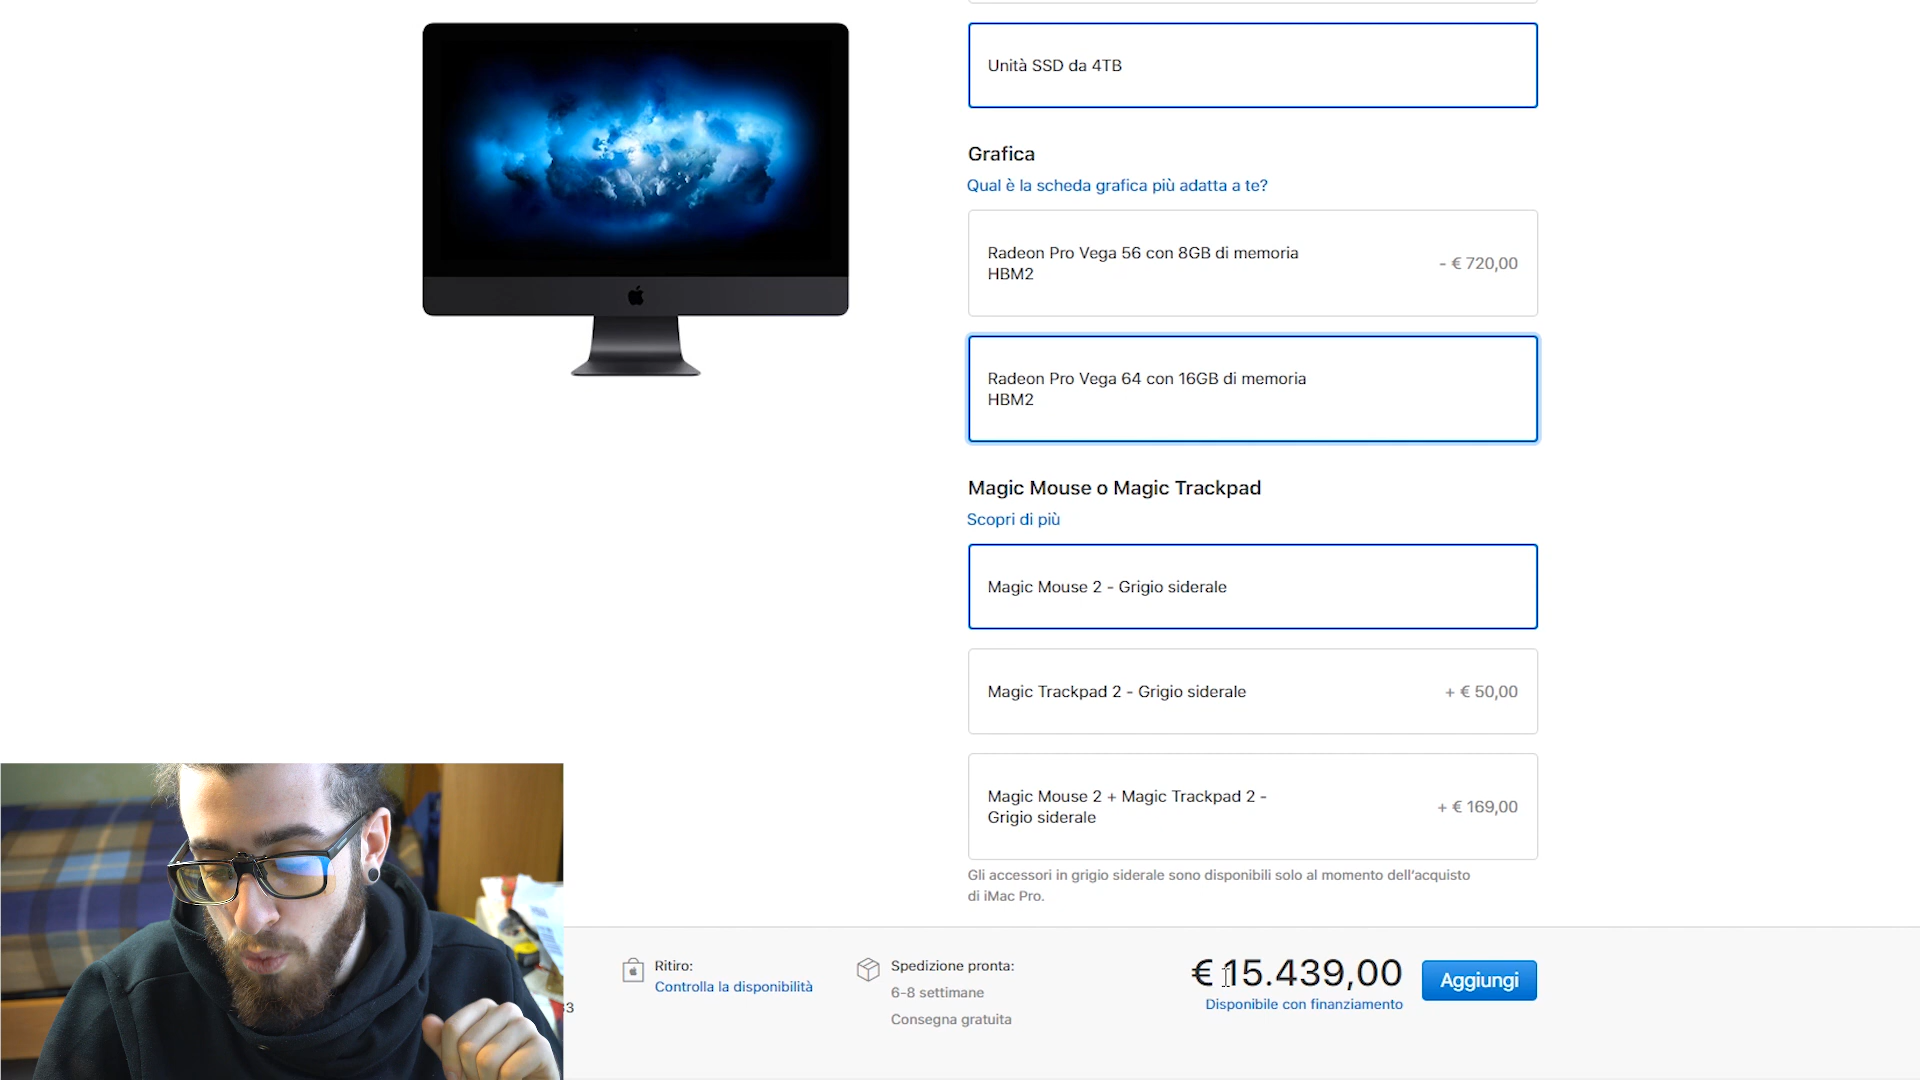 Unità SSD da 4TB
Grafica
Qual è la scheda grafica più adatta a te?
Radeon Pro Vega 56 con 8GB di memoria
HBM2
- € 720,00
Radeon Pro Vega 64 con 16GB di memoria
HBM2
Magic Mouse o Magic Trackpad
Scopri di più
Magic Mouse 2 - Grigio siderale
Magic Trackpad 2 - Grigio siderale
+ € 50,00
Magic Mouse 2 + Magic Trackpad 2 -
Grigio siderale
+ € 169,00
Gli accessori in grigio siderale sono disponibili solo al momento dell’acquisto
di iMac Pro.
Ritiro:
Controlla la disponibilità
Spedizione pronta:
6-8 settimane
Consegna gratuita
€ 15.439,00
Disponibile con finanziamento
Aggiungi